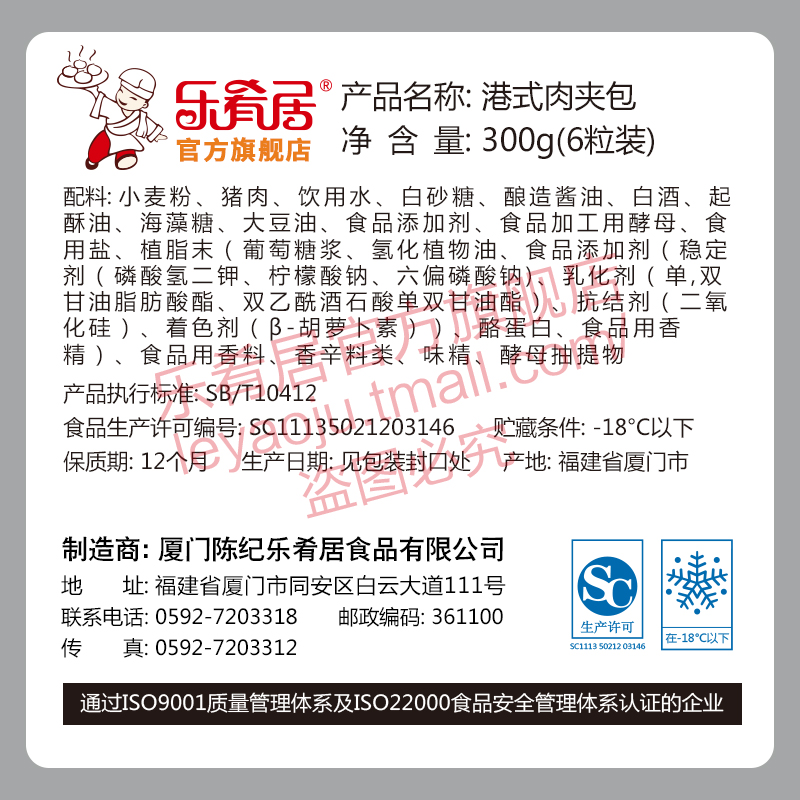 乐肴居®
官方旗舰店
产品名称: 港式肉夹包
净 含 量: 300g(6粒装)
配料: 小麦粉、猪肉、饮用水、白砂糖、酿造酱油、白酒、起
酥油、海藻糖、大豆油、食品添加剂、食品加工用酵母、食
用盐、植脂末（葡萄糖浆、氢化植物油、食品添加剂（稳定
剂（磷酸氢二钾、柠檬酸钠、六偏磷酸钠)、乳化剂（单,双
甘油脂肪酸酯、双乙酰酒石酸单双甘油酯)、抗结剂（二氧
化硅）、着色剂（β-胡萝卜素））、酪蛋白、食品用香
精）、食品用香料、香辛料类、味精、酵母抽提物
产品执行标准: SB/T10412
食品生产许可编号: SC11135021203146 贮藏条件: -18°C以下
保质期: 12个月 生产日期: 见包装封口处 产地: 福建省厦门市
乐肴居官方旗舰店
leyaoju.tmall.com/
盗图必究
制造商: 厦门陈纪乐肴居食品有限公司
地 址: 福建省厦门市同安区白云大道111号
联系电话: 0592-7203318 邮政编码: 361100
传 真: 0592-7203312
SC
生产许可
SC1113 50212 03146
在-18°C以下
通过ISO9001质量管理体系及ISO22000食品安全管理体系认证的企业